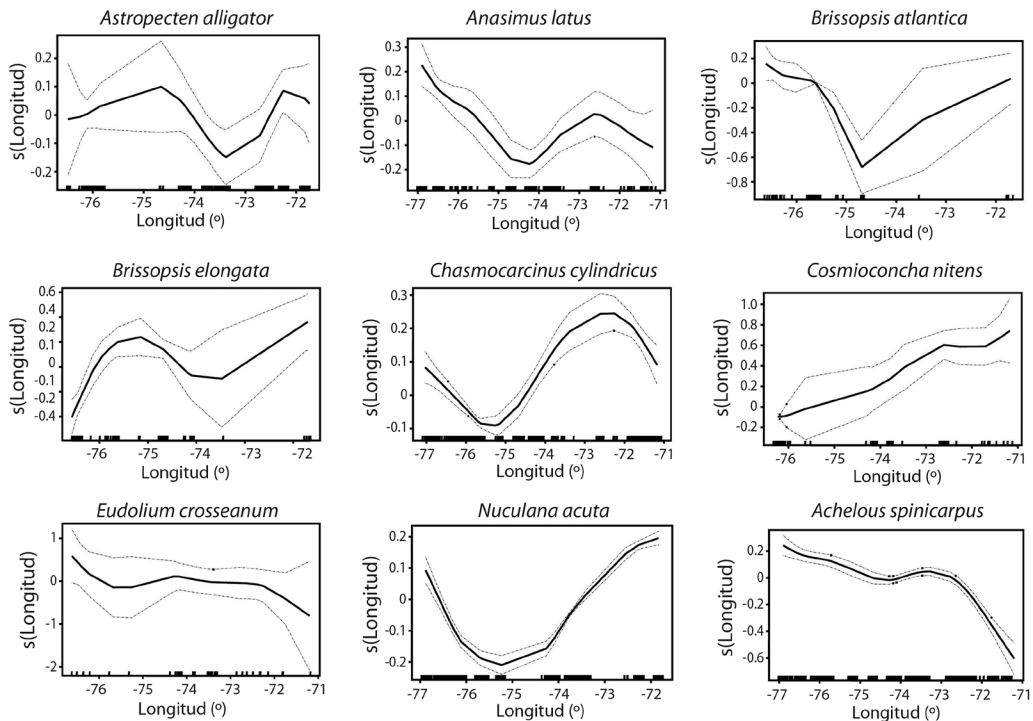 Astropecten alligator
Anasimus latus
Brissopsis atlantica
s(Longitud)
0.2
0.1
0
-0.1
-0.2
-76 -75 -74 -73 -72
Longitud (º)
s(Longitud)
0.3
0.2
0.1
0
-0.1
-0.2
-77 -76 -75 -74 -73 -72 -71
Longitud (º)
s(Longitud)
0.2
0
-0.2
-0.4
-0.6
-0.8
-76 -75 -74 -73 -72
Longitud (º)
Brissopsis elongata
Chasmocarcinus cylindricus
Cosmioconcha nitens
s(Longitud)
0.6
0.4
0.2
0.1
0
-0.1
-0.2
-0.4
-76 -75 -74 -73 -72
Longitud (º)
s(Longitud)
0.3
0.2
0.1
0
-0.1
-77 -76 -75 -74 -73 -72 -71
Longitud (º)
s(Longitud)
1.0
0.8
0.6
0.4
0.2
0
-0.2
-76 -75 -74 -73 -72 -71
Longitud (º)
Eudolium crosseanum
Nuculana acuta
Achelous spinicarpus
s(Longitud)
1
0
-1
-2
-76 -75 -74 -73 -72 -71
Longitud (º)
s(Longitud)
0.2
0.1
0
-0.1
-0.2
-77 -76 -75 -74 -73 -72
Longitud (º)
s(Longitud)
0.2
0
-0.2
-0.4
-0.6
-77 -76 -75 -74 -73 -72 -71
Longitud (º)